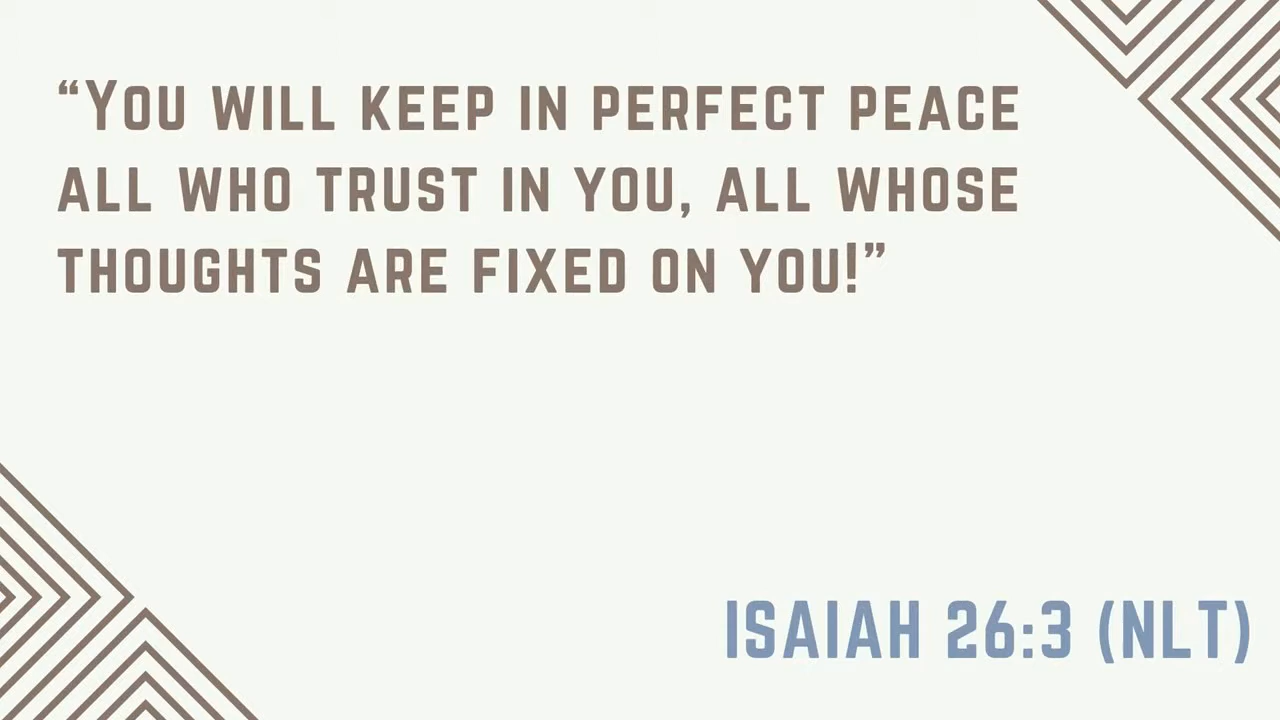 “You will keep in perfect peace
all who trust in you, all whose
thoughts are fixed on you!”
ISAIAH 26:3 (NLT)